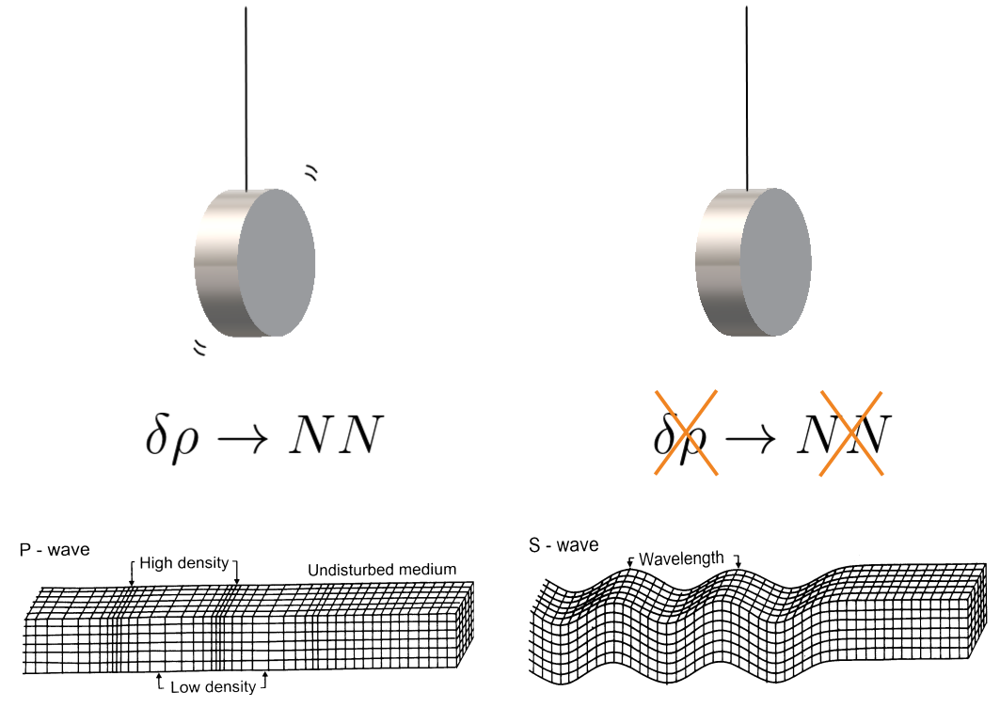 δρ → NN
δρ → NN
P - wave
High density
Undisturbed medium
Low density
S - wave
Wavelength